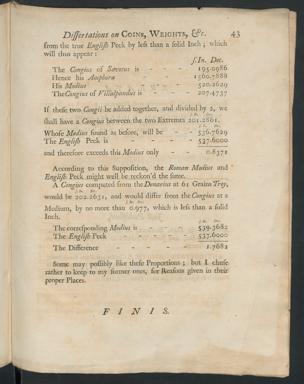 Dissertations on COINS, WEIGHTS, &c. 43
from the true English Peck by less than a solid Inch; which
will thus appear:
s.In. Dec.
The Congius of Savotus is - - 195.0986
Hence his Amphora - - 1560.7888
His Modius - - 520.2629
The Congius of Villalpandus is - - 207.4737
If these two Congii be added together, and divided by 2, we
shall have a Congius between the two Extremes 201.2861.
Whose Modius found as before, will be - 536.7629
The English Peck is - - 537.6000
and therefore exceeds this Modius only - 0.8371
According to this Supposition, the Roman Modius and
English Peck might well be reckon'd the same.
A Congius computed from the Denarius at 61 Grains Troy,
would be 202.2631, and would differ from the Congius at a
Medium, by no more than 0.977, which is less than a solid
Inch.
The corresponding Modius is - 539.3682
The English Peck - - 537.6000
The Difference - - 1.7682
Some may possibly like these Proportions; but I chuse
rather to keep to my former ones, for Reasons given in their
proper Places.
FINIS.